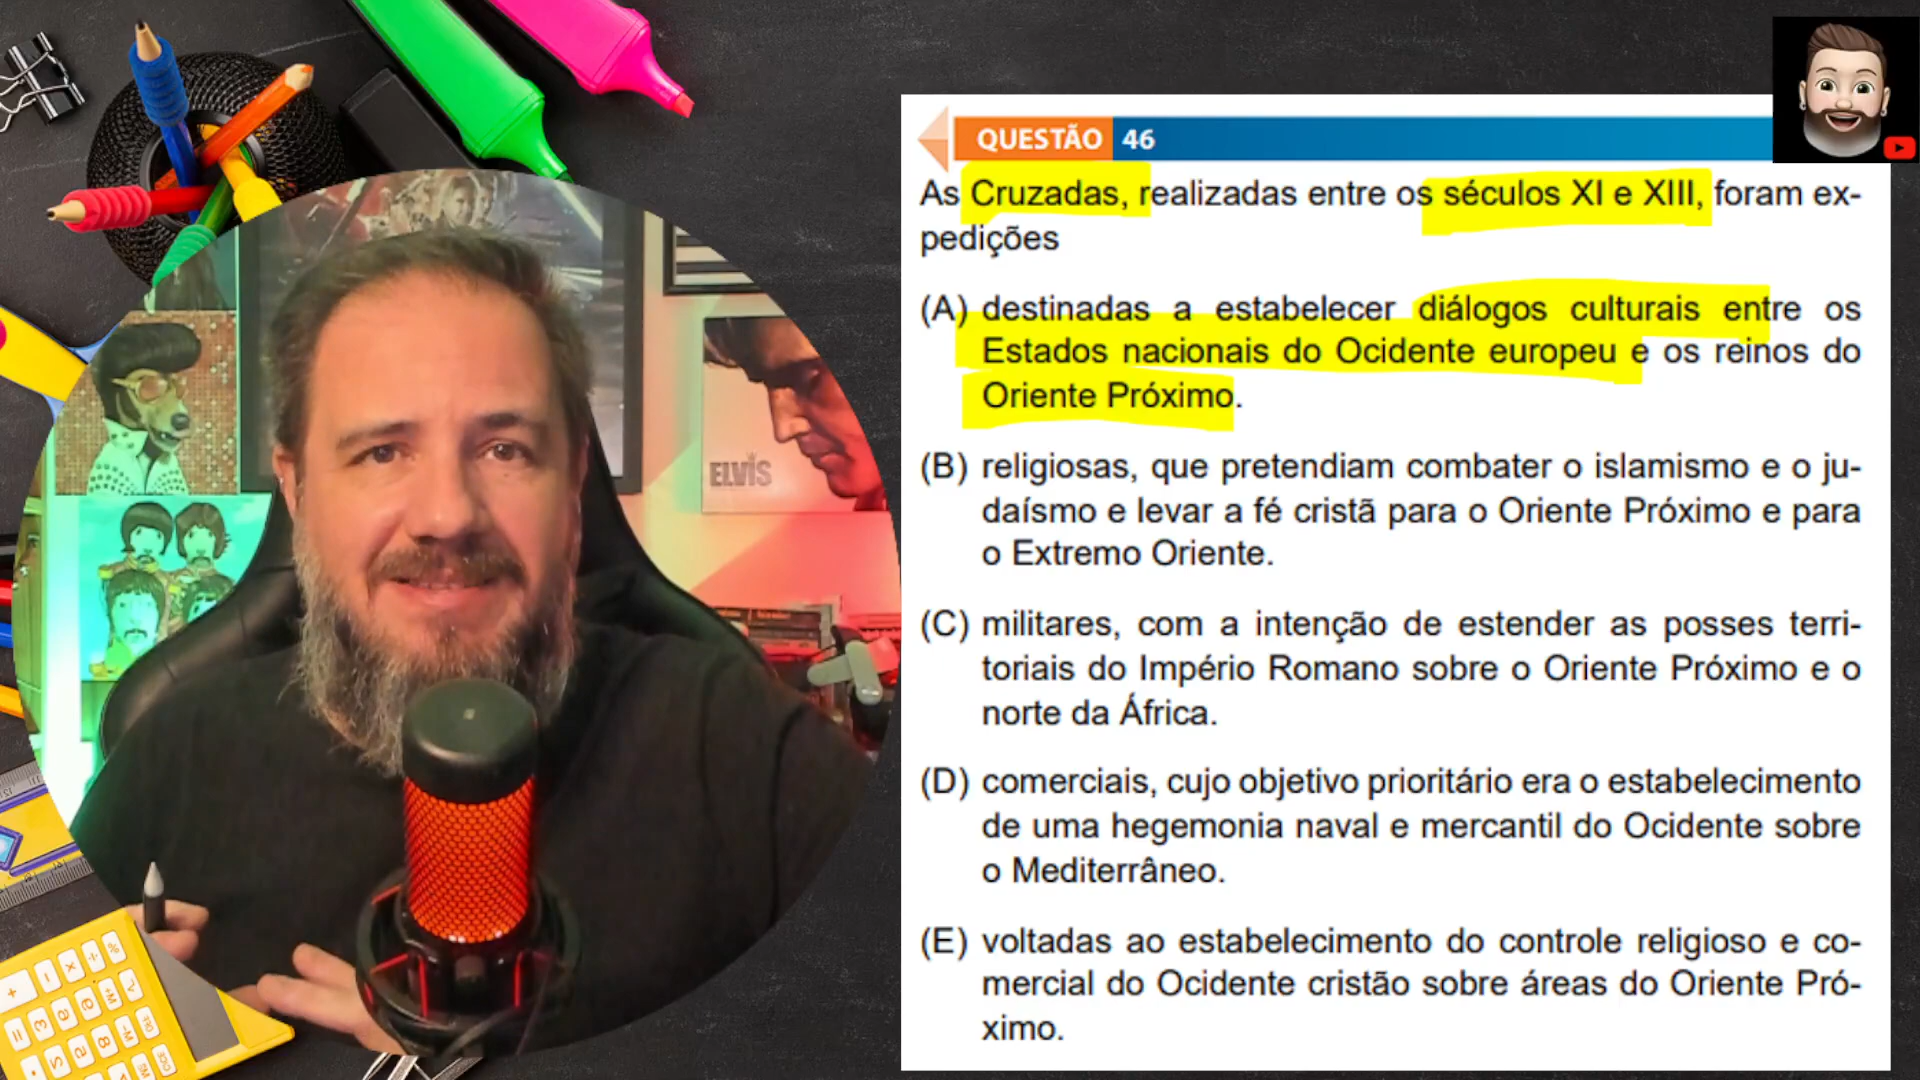 ELVIS
QUESTÃO 46
As Cruzadas, realizadas entre os séculos XI e XIII, foram ex-
pedições
(A) destinadas a estabelecer diálogos culturais entre os
Estados nacionais do Ocidente europeu e os reinos do
Oriente Próximo.
(B) religiosas, que pretendiam combater o islamismo e o ju-
daísmo e levar a fé cristã para o Oriente Próximo e para
o Extremo Oriente.
(C) militares, com a intenção de estender as posses terri-
toriais do Império Romano sobre o Oriente Próximo e o
norte da África.
(D) comerciais, cujo objetivo prioritário era o estabelecimento
de uma hegemonia naval e mercantil do Ocidente sobre
o Mediterrâneo.
(E) voltadas ao estabelecimento do controle religioso e co-
mercial do Ocidente cristão sobre áreas do Oriente Pró-
ximo.